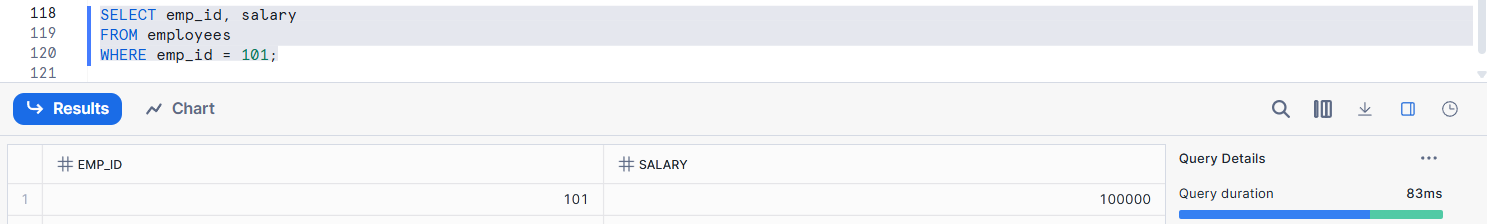 118 SELECT emp_id, salary
119 FROM employees
120 WHERE emp_id = 101;
121
Results Chart
EMP_ID SALARY
1 101 100000
Query Details
Query duration 83ms